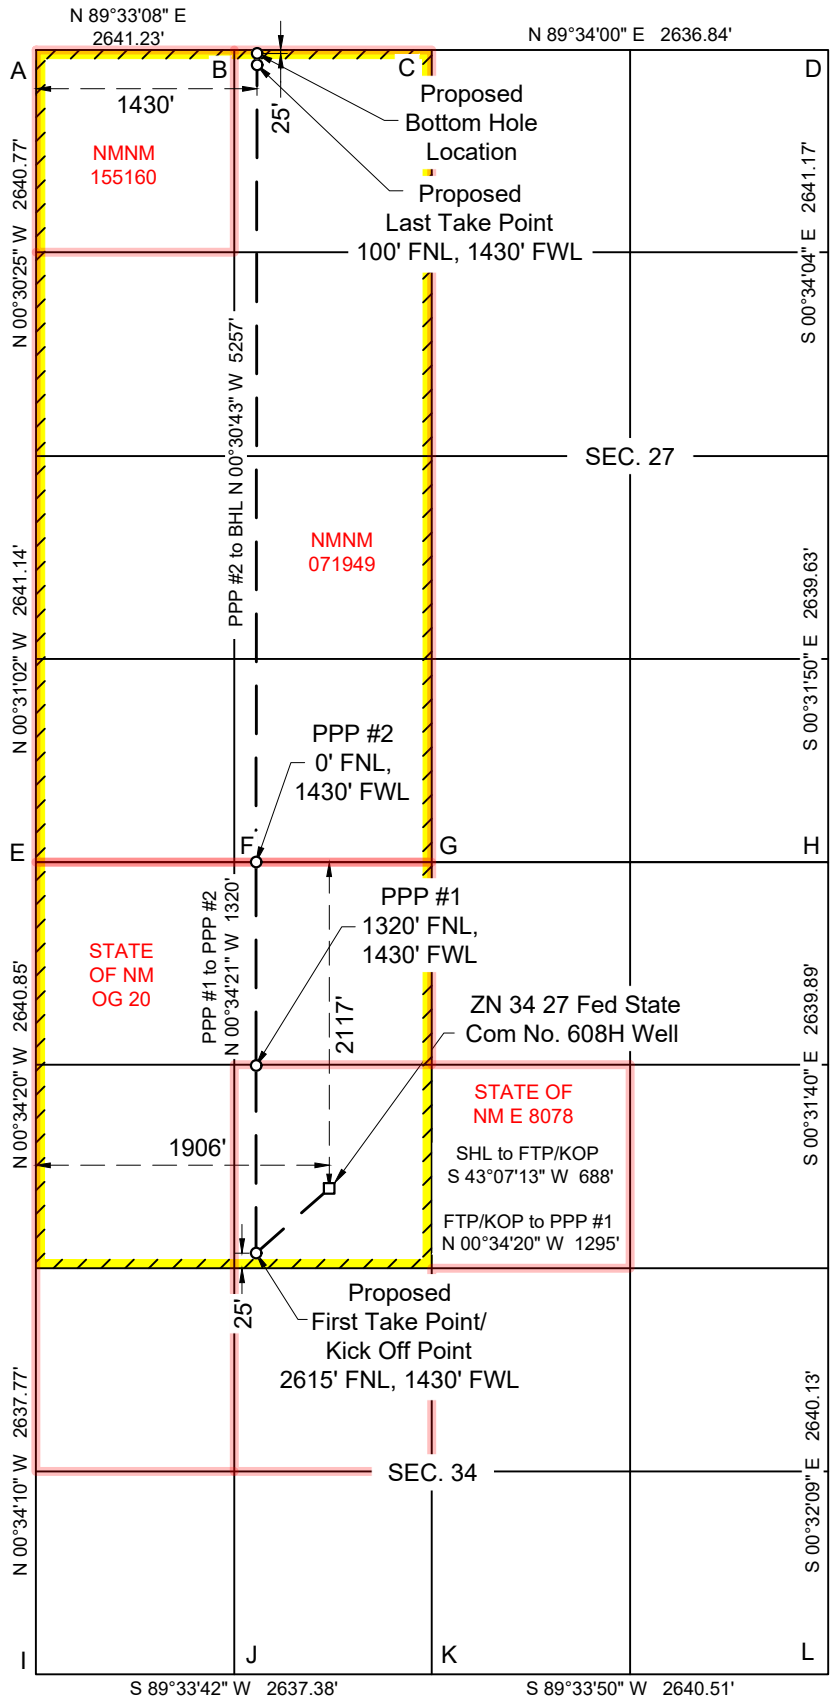 N 89°33'08" E
2641.23'
N 89°34'00" E   2636.84'
A
B
C
D
1430'
25'
Proposed
Bottom Hole
Location
NMNM
155160
Proposed
Last Take Point
100' FNL, 1430' FWL
N 00°30'25" W   2640.77'
S 00°34'04" E   2641.17'
PPP #2 to BHL N 00°30'43" W   5257'
SEC. 27
NMNM
071949
N 00°31'02" W   2641.14'
S 00°31'50" E   2639.63'
PPP #2
0' FNL,
1430' FWL
E
F
G
H
PPP #1
1320' FNL,
1430' FWL
STATE
OF NM
OG 20
PPP #1 to PPP #2
N 00°34'21" W   1320'
2117'
ZN 34 27 Fed State
Com No. 608H Well
N 00°34'20" W   2640.85'
S 00°31'40" E   2639.89'
STATE OF
NM E 8078
1906'
SHL to FTP/KOP
S 43°07'13" W   688'
FTP/KOP to PPP #1
N 00°34'20" W   1295'
25'
Proposed
First Take Point/
Kick Off Point
2615' FNL, 1430' FWL
N 00°34'10" W   2637.77'
S 00°32'09" E   2640.13'
SEC. 34
I
J
K
L
S 89°33'42" W   2637.38'
S 89°33'50" W   2640.51'